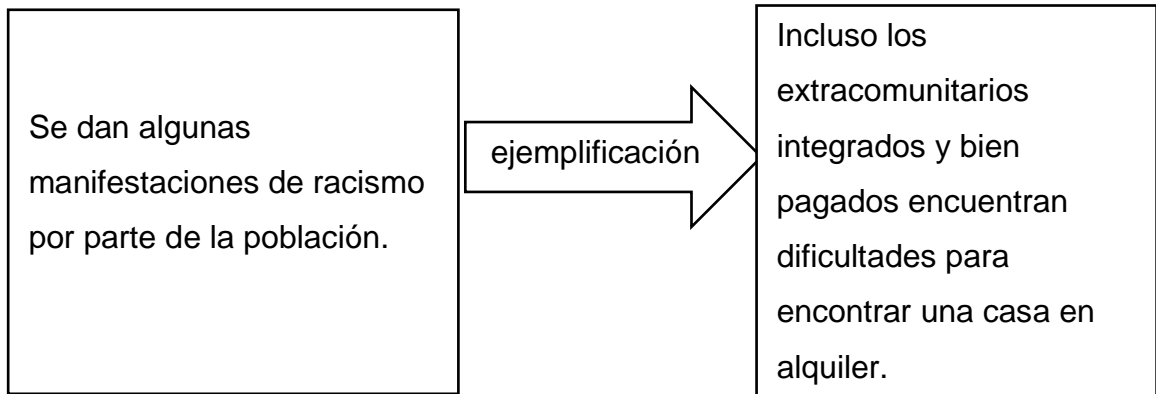 Se dan algunas
manifestaciones de racismo
por parte de la población.
ejemplificación
Incluso los
extracomunitarios
integrados y bien
pagados encuentran
dificultades para
encontrar una casa en
alquiler.